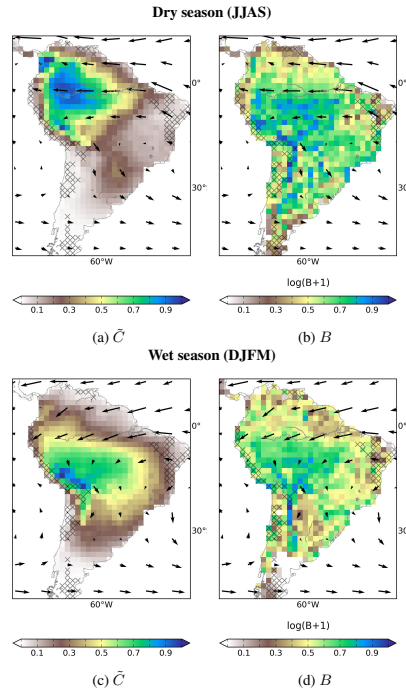 Dry season (JJAS)
0°
0°
30°
30°
60°W
60°W
log(B+1)
0.1 0.3 0.5 0.7 0.9
0.1 0.3 0.5 0.7 0.9
(a) C̃
(b) B
Wet season (DJFM)
0°
0°
30°
30°
60°W
60°W
log(B+1)
0.1 0.3 0.5 0.7 0.9
0.1 0.3 0.5 0.7 0.9
(c) C̃
(d) B